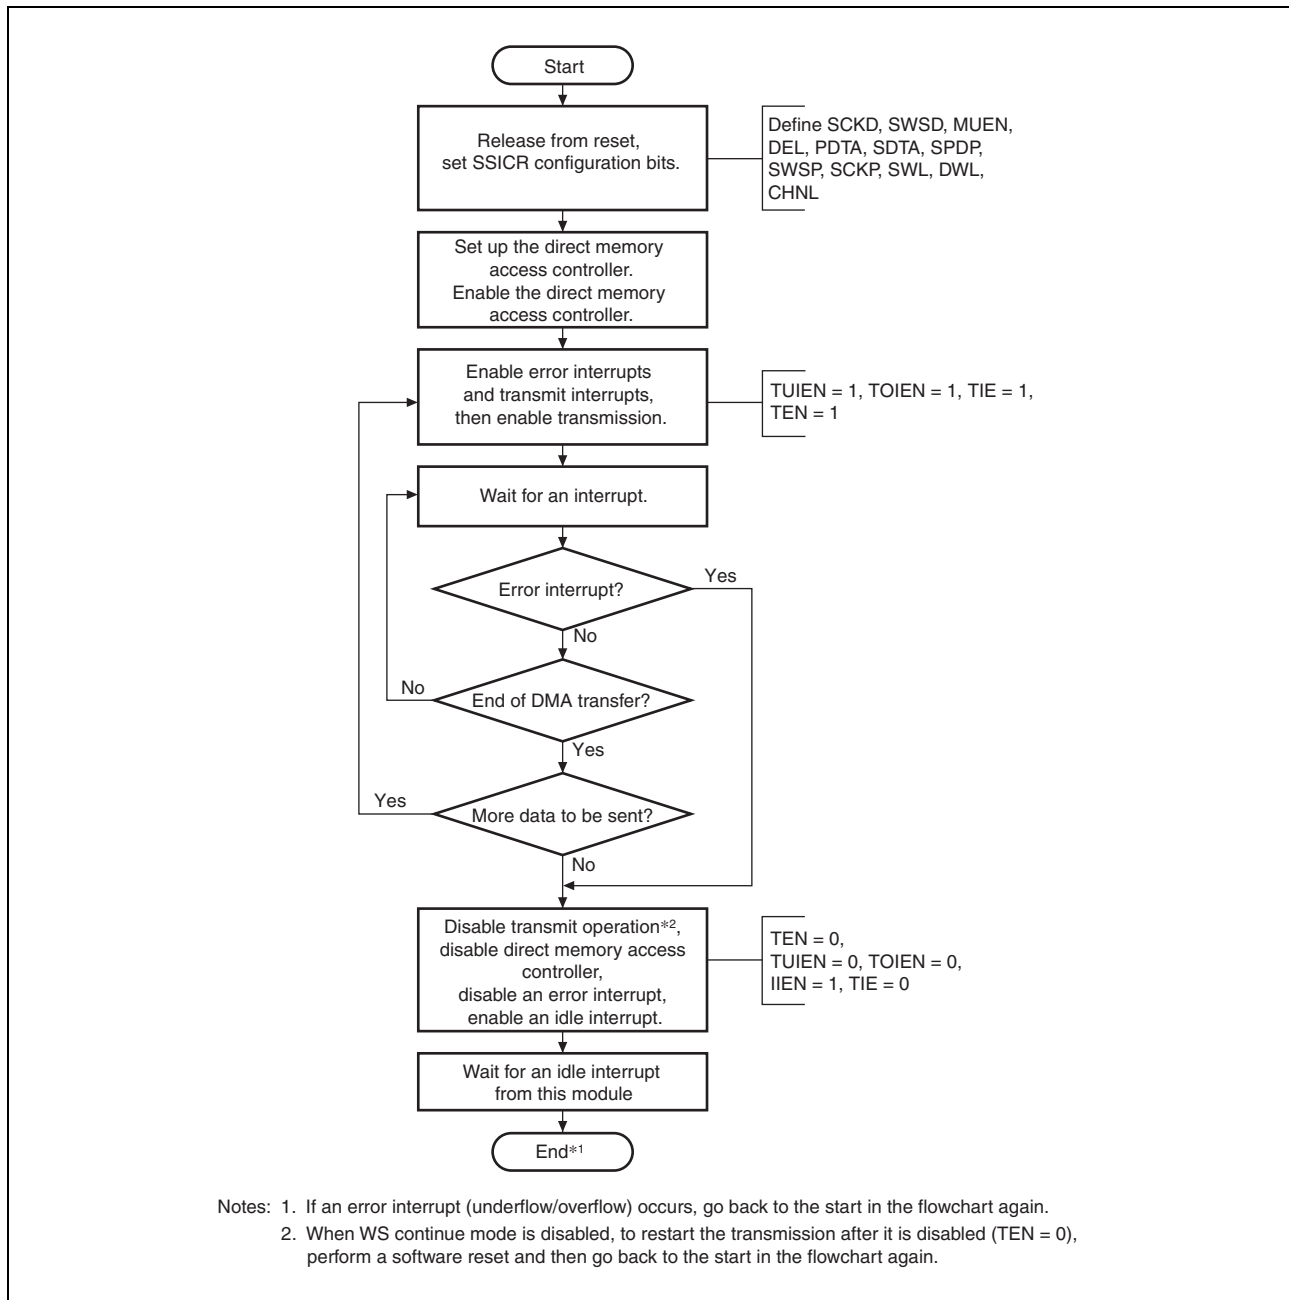 Start
Release from reset,
set SSICR configuration bits.
Define SCKD, SWSD, MUEN,
DEL, PDTA, SDTA, SPDP,
SWSP, SCKP, SWL, DWL,
CHNL
Set up the direct memory
access controller.
Enable the direct memory
access controller.
Enable error interrupts
and transmit interrupts,
then enable transmission.
TUIEN = 1, TOIEN = 1, TIE = 1,
TEN = 1
Wait for an interrupt.
Error interrupt?
Yes
No
End of DMA transfer?
No
Yes
More data to be sent?
Yes
No
Disable transmit operation*2,
disable direct memory access
controller,
disable an error interrupt,
enable an idle interrupt.
TEN = 0,
TUIEN = 0, TOIEN = 0,
IIEN = 1, TIE = 0
Wait for an idle interrupt
from this module
End*1
Notes: 1. If an error interrupt (underflow/overflow) occurs, go back to the start in the flowchart again.
2. When WS continue mode is disabled, to restart the transmission after it is disabled (TEN = 0),
perform a software reset and then go back to the start in the flowchart again.